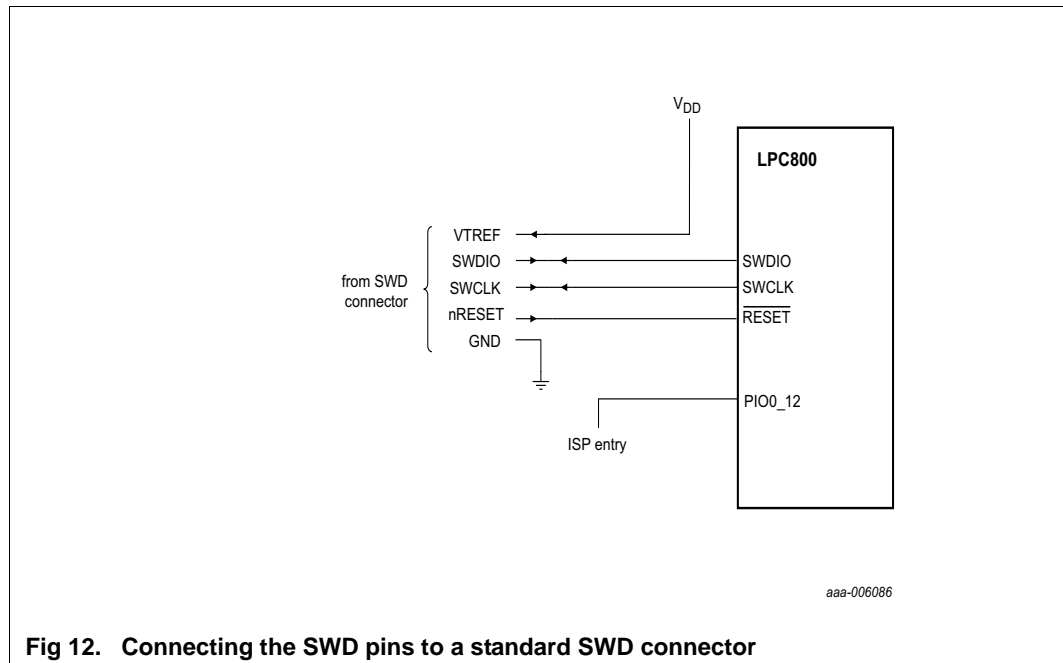 VDD
LPC800
VTREF
SWDIO
SWCLK
nRESET
GND
from SWD
connector
SWDIO
SWCLK
RESET
PIO0_12
ISP entry
aaa-006086
Fig 12. Connecting the SWD pins to a standard SWD connector